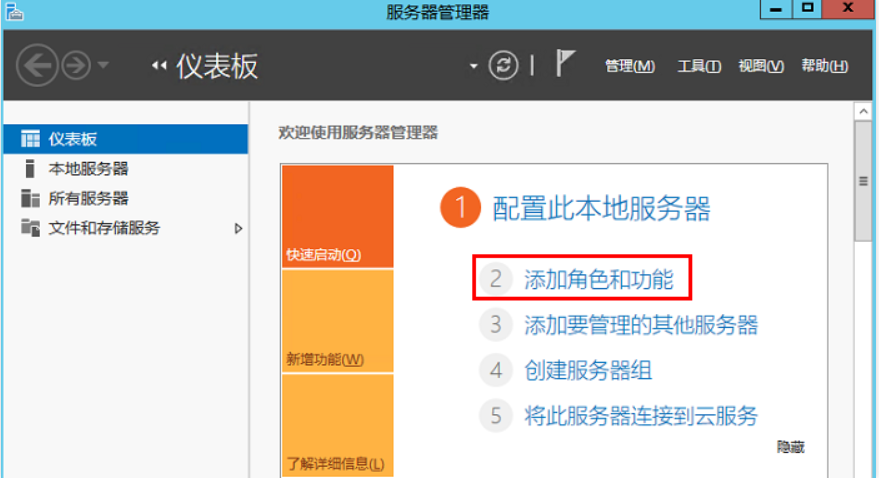 服务器管理器
仪表板
管理(M) 工具(T) 视图(V) 帮助(H)
仪表板
本地服务器
所有服务器
文件和存储服务
欢迎使用服务器管理器
快速启动(Q)
新增功能(W)
了解详细信息(L)
1 配置此本地服务器
2 添加角色和功能
3 添加要管理的其他服务器
4 创建服务器组
5 将此服务器连接到云服务
隐藏